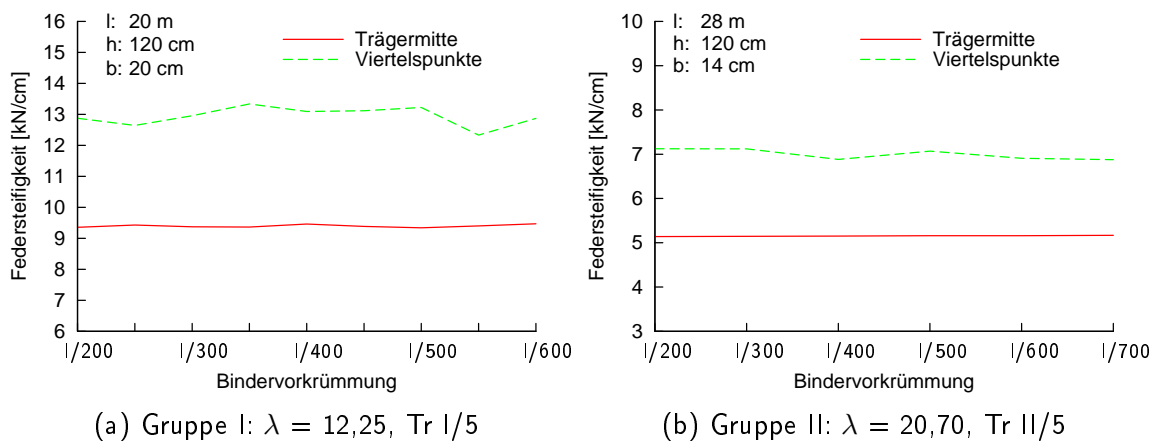 16
15
14
13
12
11
10
9
8
7
6
Federsteifigkeit [kN/cm]
l: 20 m
h: 120 cm
b: 20 cm
Trägermitte
Viertelspunkte
l/200 l/300 l/400 l/500 l/600
Bindervorkrümmung
(a) Gruppe I: λ = 12,25, Tr I/5
10
9
8
7
6
5
4
3
Federsteifigkeit [kN/cm]
l: 28 m
h: 120 cm
b: 14 cm
Trägermitte
Viertelspunkte
l/200 l/300 l/400 l/500 l/600 l/700
Bindervorkrümmung
(b) Gruppe II: λ = 20,70, Tr II/5